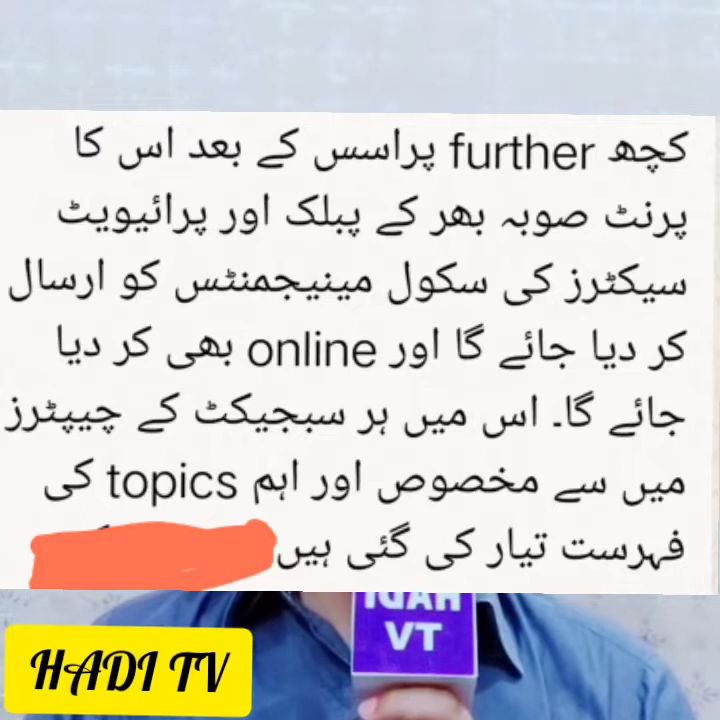 کچھ further پراسس کے بعد اس کا
پرنٹ صوبہ بھر کے پبلک اور پرائیویٹ
سیکٹرز کی سکول مینیجمنٹس کو ارسال
کر دیا جائے گا اور online بھی کر دیا
جائے گا۔ اس میں ہر سبجیکٹ کے چیپٹرز
میں سے مخصوص اور اہم topics کی
فہرست تیار کی گئی ہیں
HADI
TV
HADI TV